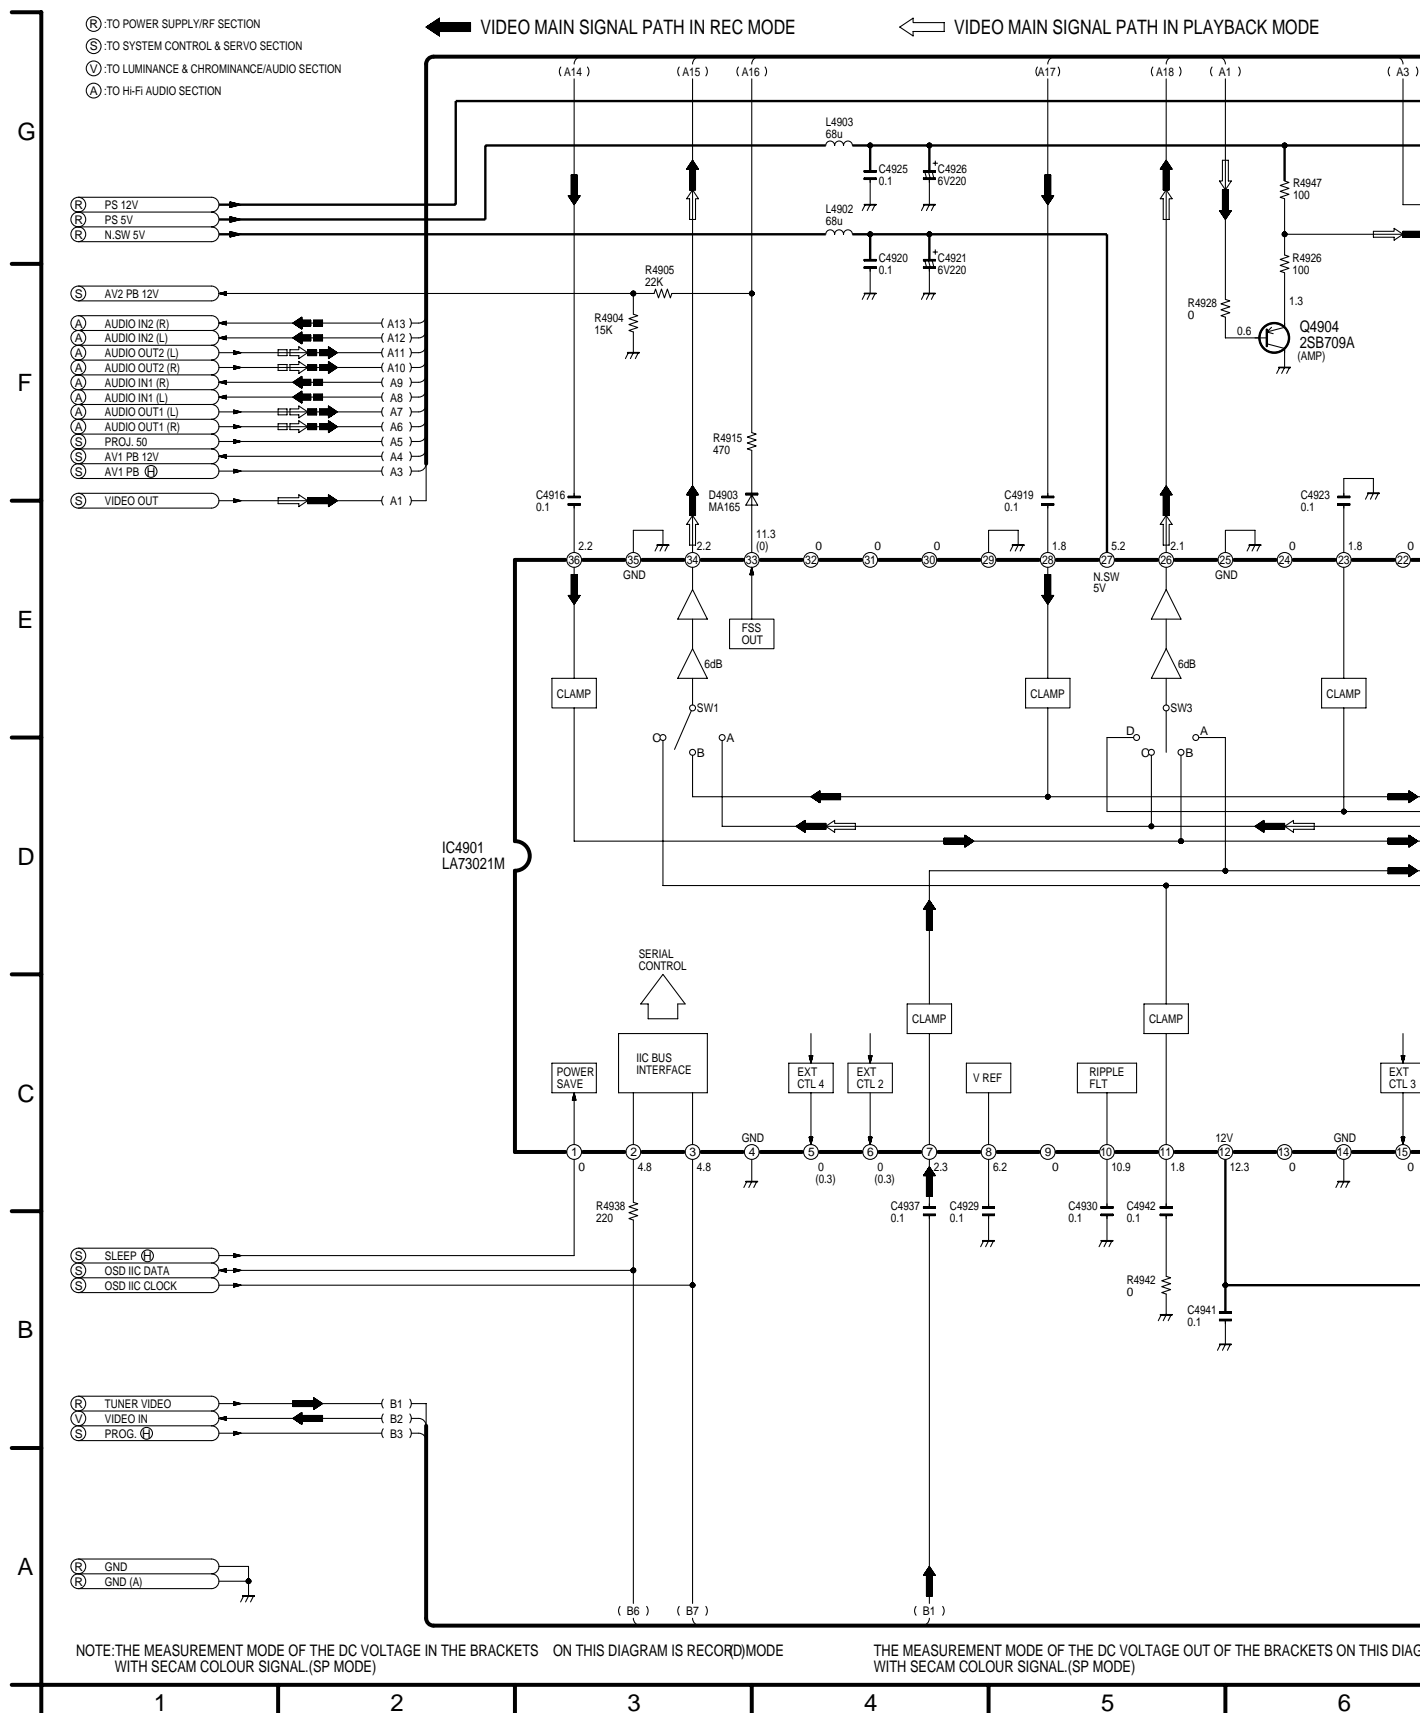 (R) :TO POWER SUPPLY/RF SECTION
(S) :TO SYSTEM CONTROL & SERVO SECTION
(V) :TO LUMINANCE & CHROMINANCE/AUDIO SECTION
(A) :TO Hi-Fi AUDIO SECTION
VIDEO MAIN SIGNAL PATH IN REC MODE
VIDEO MAIN SIGNAL PATH IN PLAYBACK MODE
(A14) (A15) (A16) (A17) (A18) (A1) (A3)
G
L4903
68u
C4925
0.1
+C4926
6V220
R4947
100
R PS 12V
R PS 5V
R N.SW 5V
L4902
68u
C4920
0.1
+C4921
6V220
R4926
100
R4905
22K
R4904
15K
S AV2 PB 12V
R4928
0
1.3
0.6
Q4904
2SB709A
(AMP)
F
A AUDIO IN2 (R) (A13)
A AUDIO IN2 (L) (A12)
A AUDIO OUT2 (L) (A11)
A AUDIO OUT2 (R) (A10)
A AUDIO IN1 (R) (A9)
A AUDIO IN1 (L) (A8)
A AUDIO OUT1 (L) (A7)
A AUDIO OUT1 (R) (A6)
S PROJ. 50 (A5)
S AV1 PB 12V (A4)
S AV1 PB (H) (A3)
S VIDEO OUT (A1)
R4915
470
D4903
MA165
C4916
0.1
C4919
0.1
C4923
0.1
2.2 2.2 11.3 0 0 0 1.8 5.2 2.1 0 1.8 0
(0)
36 35 34 33 32 31 30 29 28 27 26 25 24 23 22
GND N.SW GND
5V
E
FSS
OUT
6dB 6dB
CLAMP CLAMP CLAMP
SW1 SW3
C B A D C B A
D
IC4901
LA73021M
SERIAL
CONTROL
CLAMP CLAMP
C
POWER
SAVE
IIC BUS
INTERFACE
EXT
CTL 4
EXT
CTL 2
V REF
RIPPLE
FLT
EXT
CTL 3
GND 12V GND
1 2 3 4 5 6 7 8 9 10 11 12 13 14 15
0 4.8 4.8 0 0 2.3 6.2 0 10.9 1.8 12.3 0 0
(0.3) (0.3)
R4938
220
C4937
0.1
C4929
0.1
C4930
0.1
C4942
0.1
R4942
0
C4941
0.1
S SLEEP (H)
S OSD IIC DATA
S OSD IIC CLOCK
B
R TUNER VIDEO (B1)
V VIDEO IN (B2)
S PROG. (H) (B3)
A
R GND
R GND (A)
(B6) (B7) (B1)
NOTE:THE MEASUREMENT MODE OF THE DC VOLTAGE IN THE BRACKETS ON THIS DIAGRAM IS RECOR(D)MODE
WITH SECAM COLOUR SIGNAL.(SP MODE)
THE MEASUREMENT MODE OF THE DC VOLTAGE OUT OF THE BRACKETS ON THIS DIAG
WITH SECAM COLOUR SIGNAL.(SP MODE)
1 2 3 4 5 6